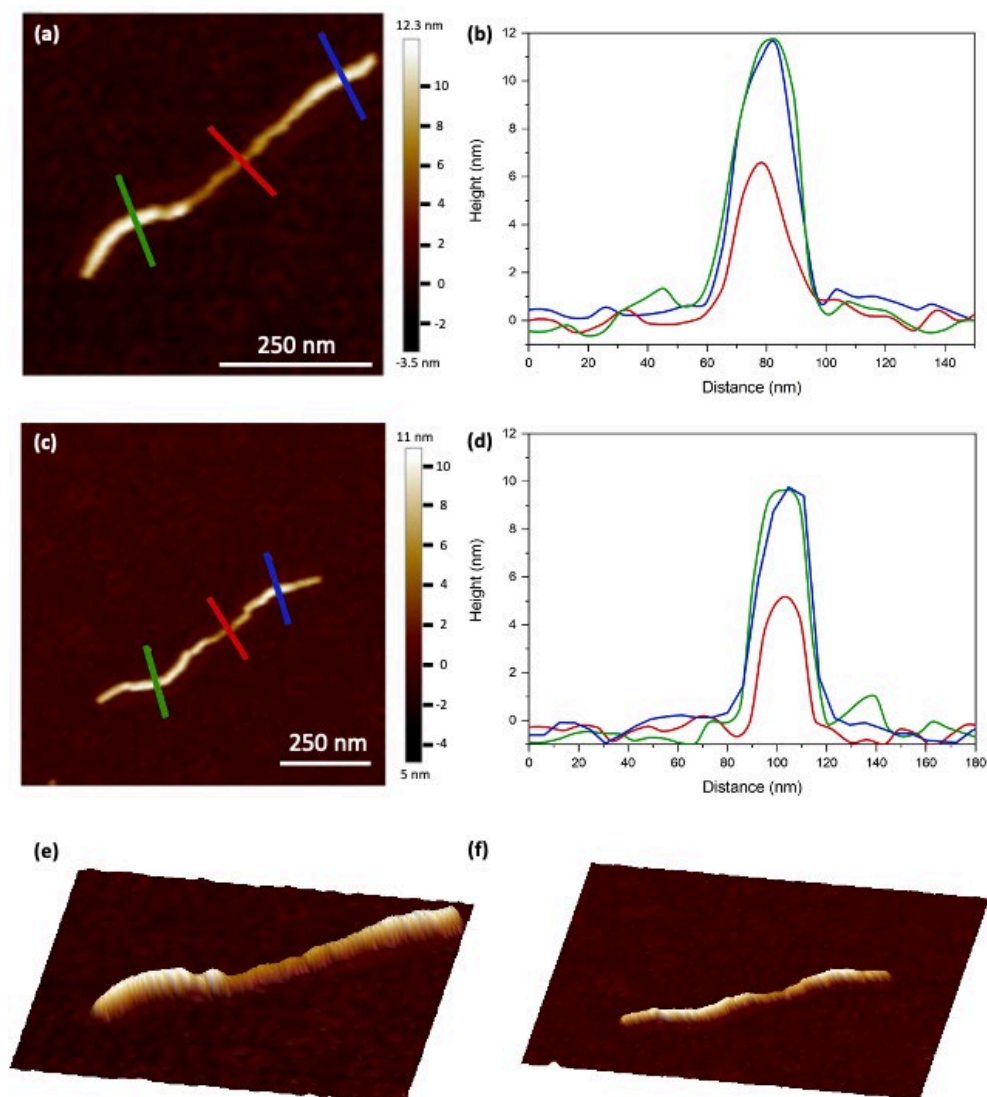 (a)
12.3 nm
10
8
6
4
2
0
-2
-3.5 nm
250 nm
(b)
Height (nm)
12
10
8
6
4
2
0
0 20 40 60 80 100 120 140
Distance (nm)
(c)
11 nm
10
8
6
4
2
0
-2
-4
5 nm
250 nm
(d)
Height (nm)
12
10
8
6
4
2
0
0 20 40 60 80 100 120 140 160 180
Distance (nm)
(e)
(f)